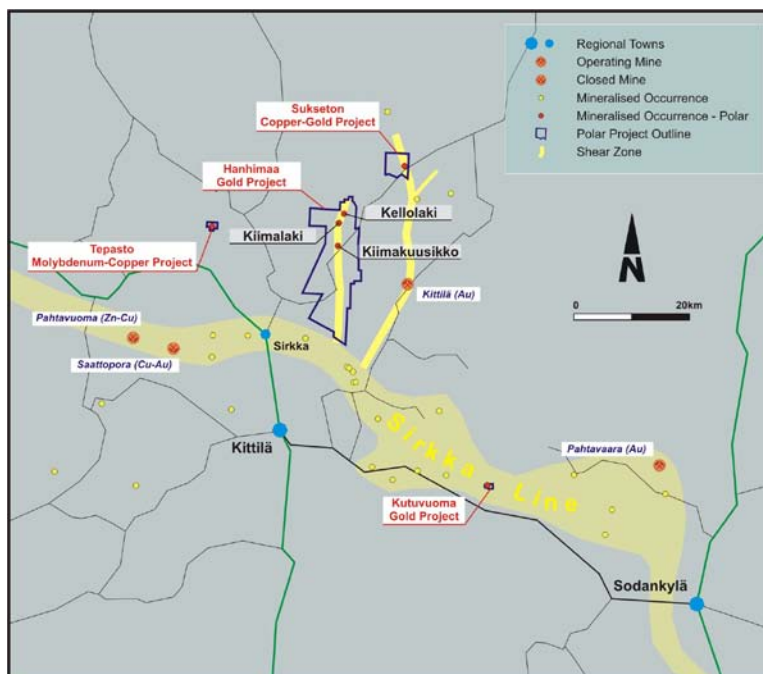 Regional Towns
Operating Mine
Closed Mine
Mineralised Occurrence
Mineralised Occurrence - Polar
Polar Project Outline
Shear Zone
Sukseton
Copper-Gold Project
Hanhimaa
Gold Project
Kellolaki
Kiimalaki
Kiimakuusikko
Tepasto
Molybdenum-Copper Project
N
0
20km
Kittilä (Au)
Pahtavuoma (Zn-Cu)
Sirkka
Saattopora (Cu-Au)
Kittilä
Sirkka Line
Pahtavaara (Au)
Kutuvuoma
Gold Project
Sodankylä